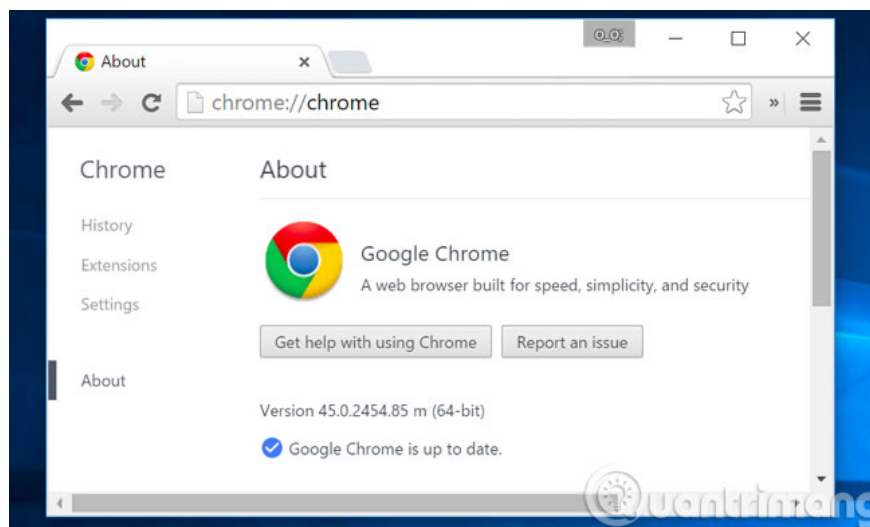 O_O;
About
chrome://chrome
»
Chrome
About
History
Extensions
Settings
About
Google Chrome
A web browser built for speed, simplicity, and security
Get help with using Chrome
Report an issue
Version 45.0.2454.85 m (64-bit)
Google Chrome is up to date.
Quantrimang